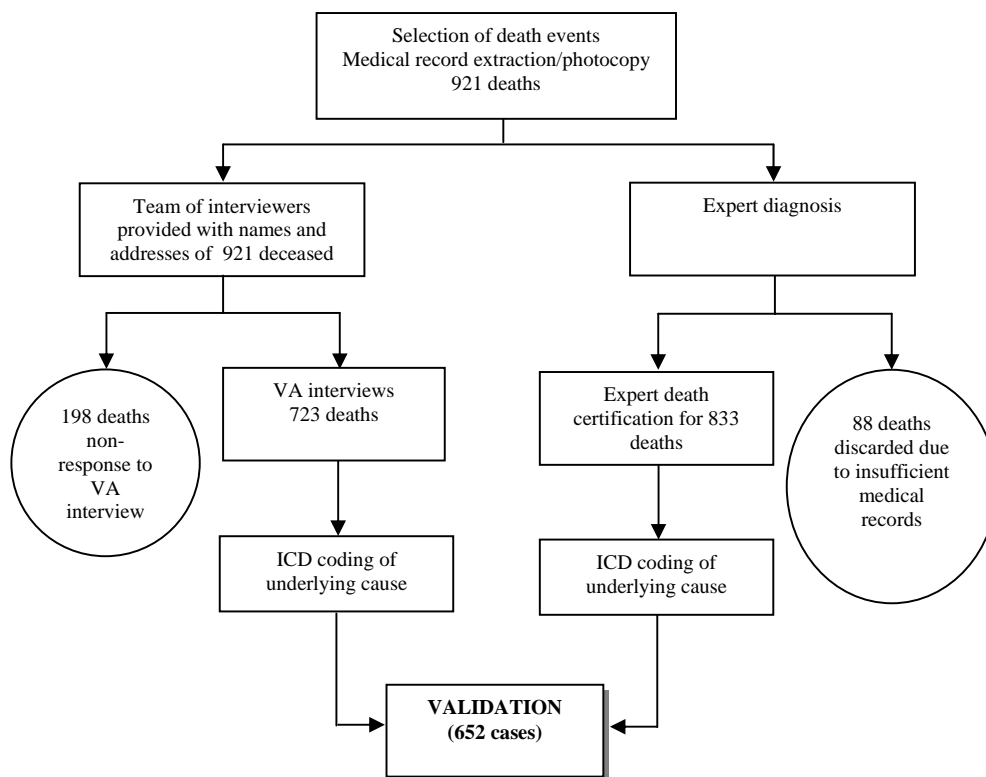 Selection of death events
Medical record extraction/photocopy
921 deaths
Team of interviewers
provided with names and
addresses of  921 deceased
Expert diagnosis
198 deaths
non-
response to
VA
interview
VA interviews
723 deaths
Expert death
certification for 833
deaths
88 deaths
discarded due
to insufficient
medical
records
ICD coding of
underlying cause
ICD coding of
underlying cause
VALIDATION
(652 cases)